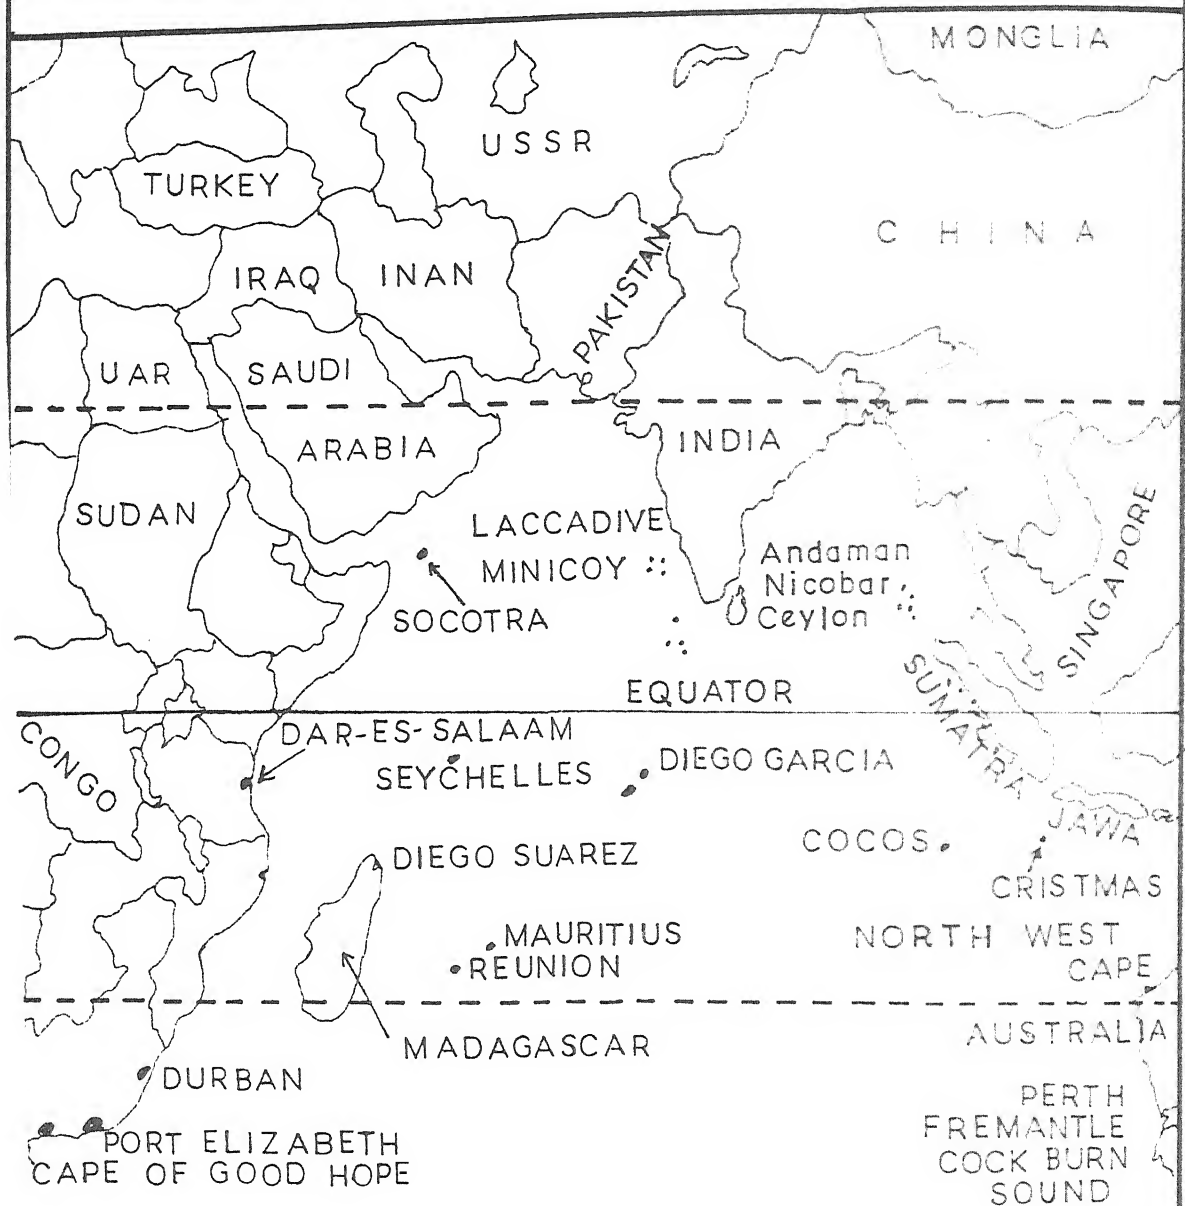 MONGLIA
USSR
TURKEY
CHINA
IRAQ
INAN
PAKISTAN
UAR
SAUDI
ARABIA
INDIA
SUDAN
LACCADIVE
MINICOY
Andaman
Nicobar
Ceylon
SINGAPORE
SOCOTRA
SUMATRA
EQUATOR
CONGO
DAR-ES-SALAAM
SEYCHELLES
DIEGO GARCIA
JAWA
COCOS
DIEGO SUAREZ
CRISTMAS
MAURITIUS
REUNION
NORTH WEST
CAPE
MADAGASCAR
AUSTRALIA
DURBAN
PERTH
FREMANTLE
COCK BURN
SOUND
PORT ELIZABETH
CAPE OF GOOD HOPE